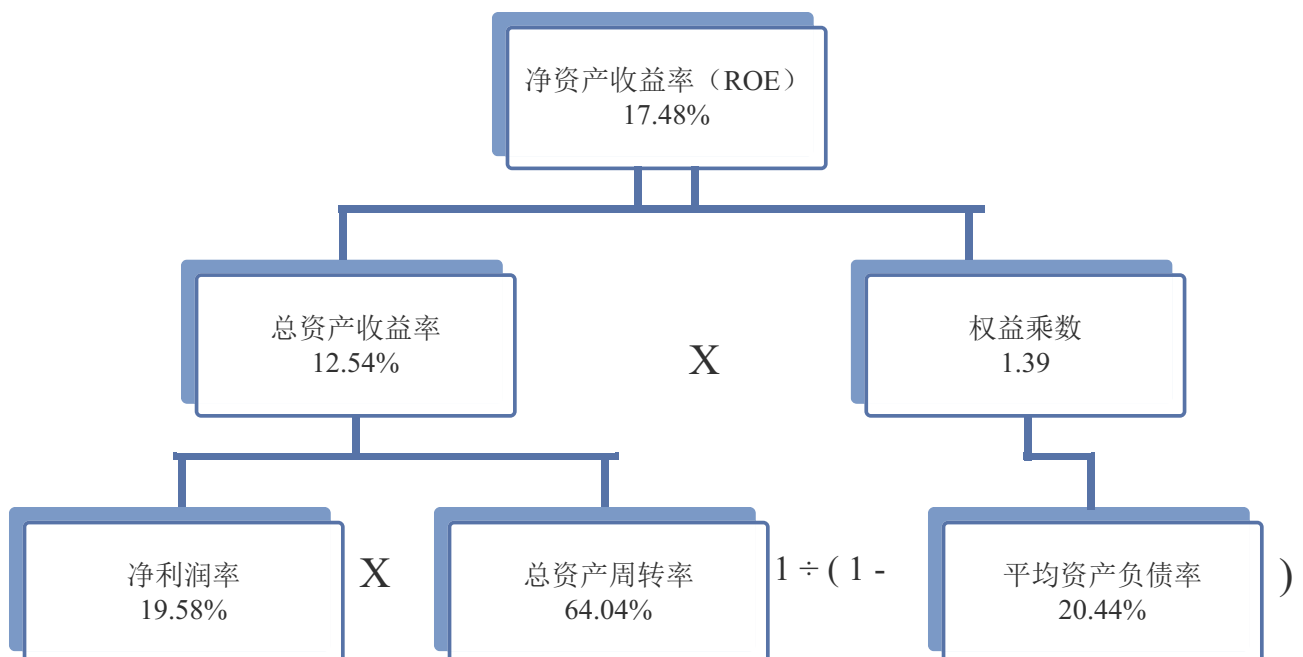 净资产收益率（ROE）
17.48%
总资产收益率
12.54%
X
权益乘数
1.39
净利润率
19.58%
X
总资产周转率
64.04%
1 ÷ ( 1 -
平均资产负债率
20.44%
)